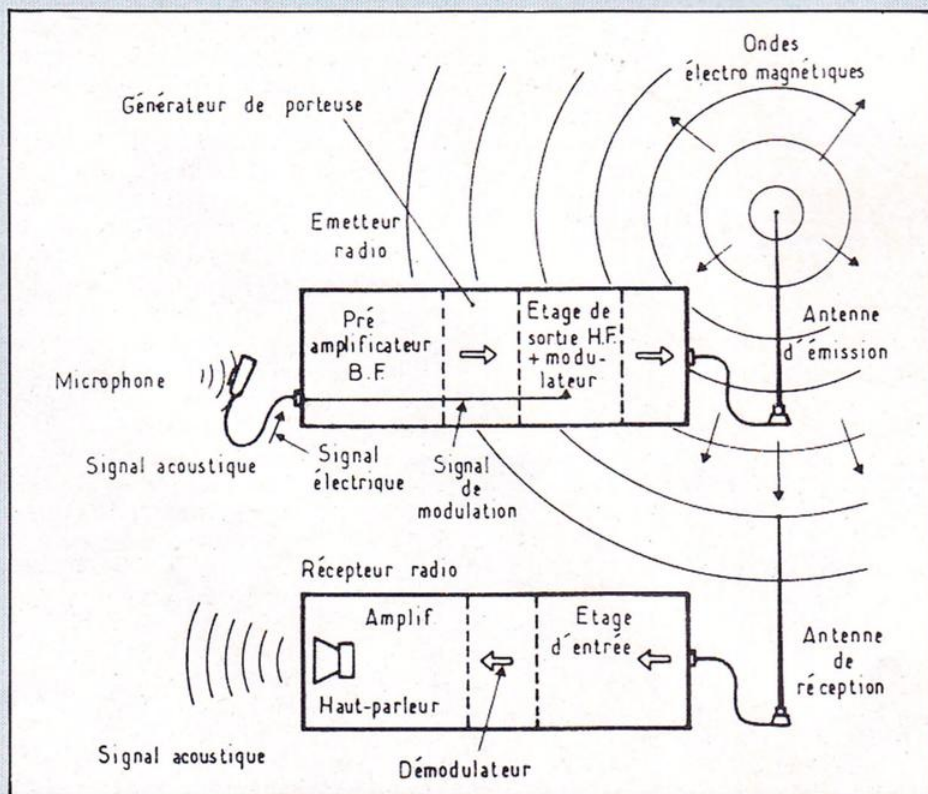 Ondes
électro magnétiques
Générateur de porteuse
Emetteur
radio
Pré
amplificateur
B.F.
Etage de
sortie H.F.
+ modu-
lateur
Antenne
d'émission
Microphone
Signal acoustique
Signal
électrique
Signal
de
modulation
Récepteur radio
Amplif.
Etage
d'entrée
Haut-parleur
Antenne
de
réception
Signal acoustique
Démodulateur